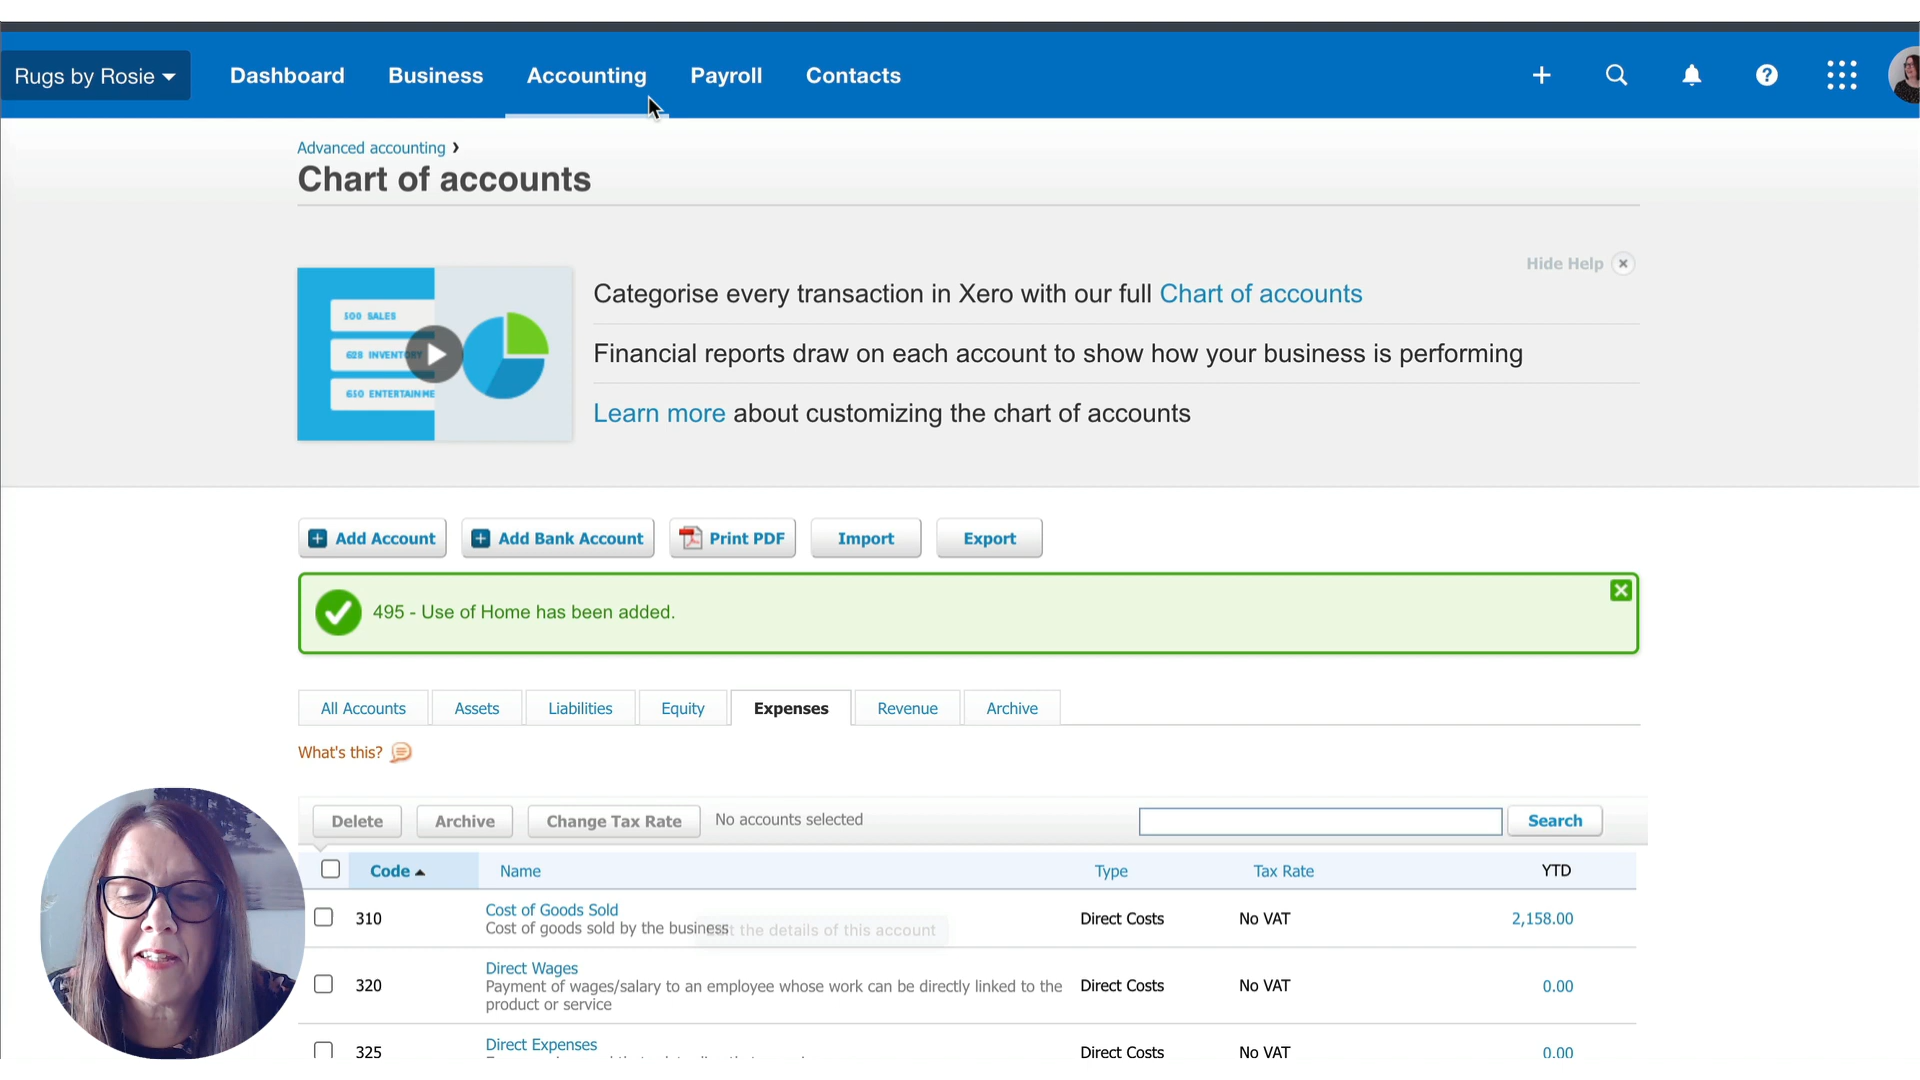 Rugs by Rosie Dashboard Business Accounting Payroll Contacts
Advanced accounting ›
Chart of accounts
Hide Help
Categorise every transaction in Xero with our full Chart of accounts
Financial reports draw on each account to show how your business is performing
Learn more about customizing the chart of accounts
500 SALES
628 INVENTORY
650 ENTERTAINME
Add Account Add Bank Account Print PDF Import Export
495 - Use of Home has been added.
All Accounts Assets Liabilities Equity Expenses Revenue Archive
What's this?
Delete Archive Change Tax Rate No accounts selected Search
Code Name Type Tax Rate YTD
310 Cost of Goods Sold Direct Costs No VAT 2,158.00
Cost of goods sold by the business the details of this account
320 Direct Wages Direct Costs No VAT 0.00
Payment of wages/salary to an employee whose work can be directly linked to the
product or service
325 Direct Expenses Direct Costs No VAT 0.00